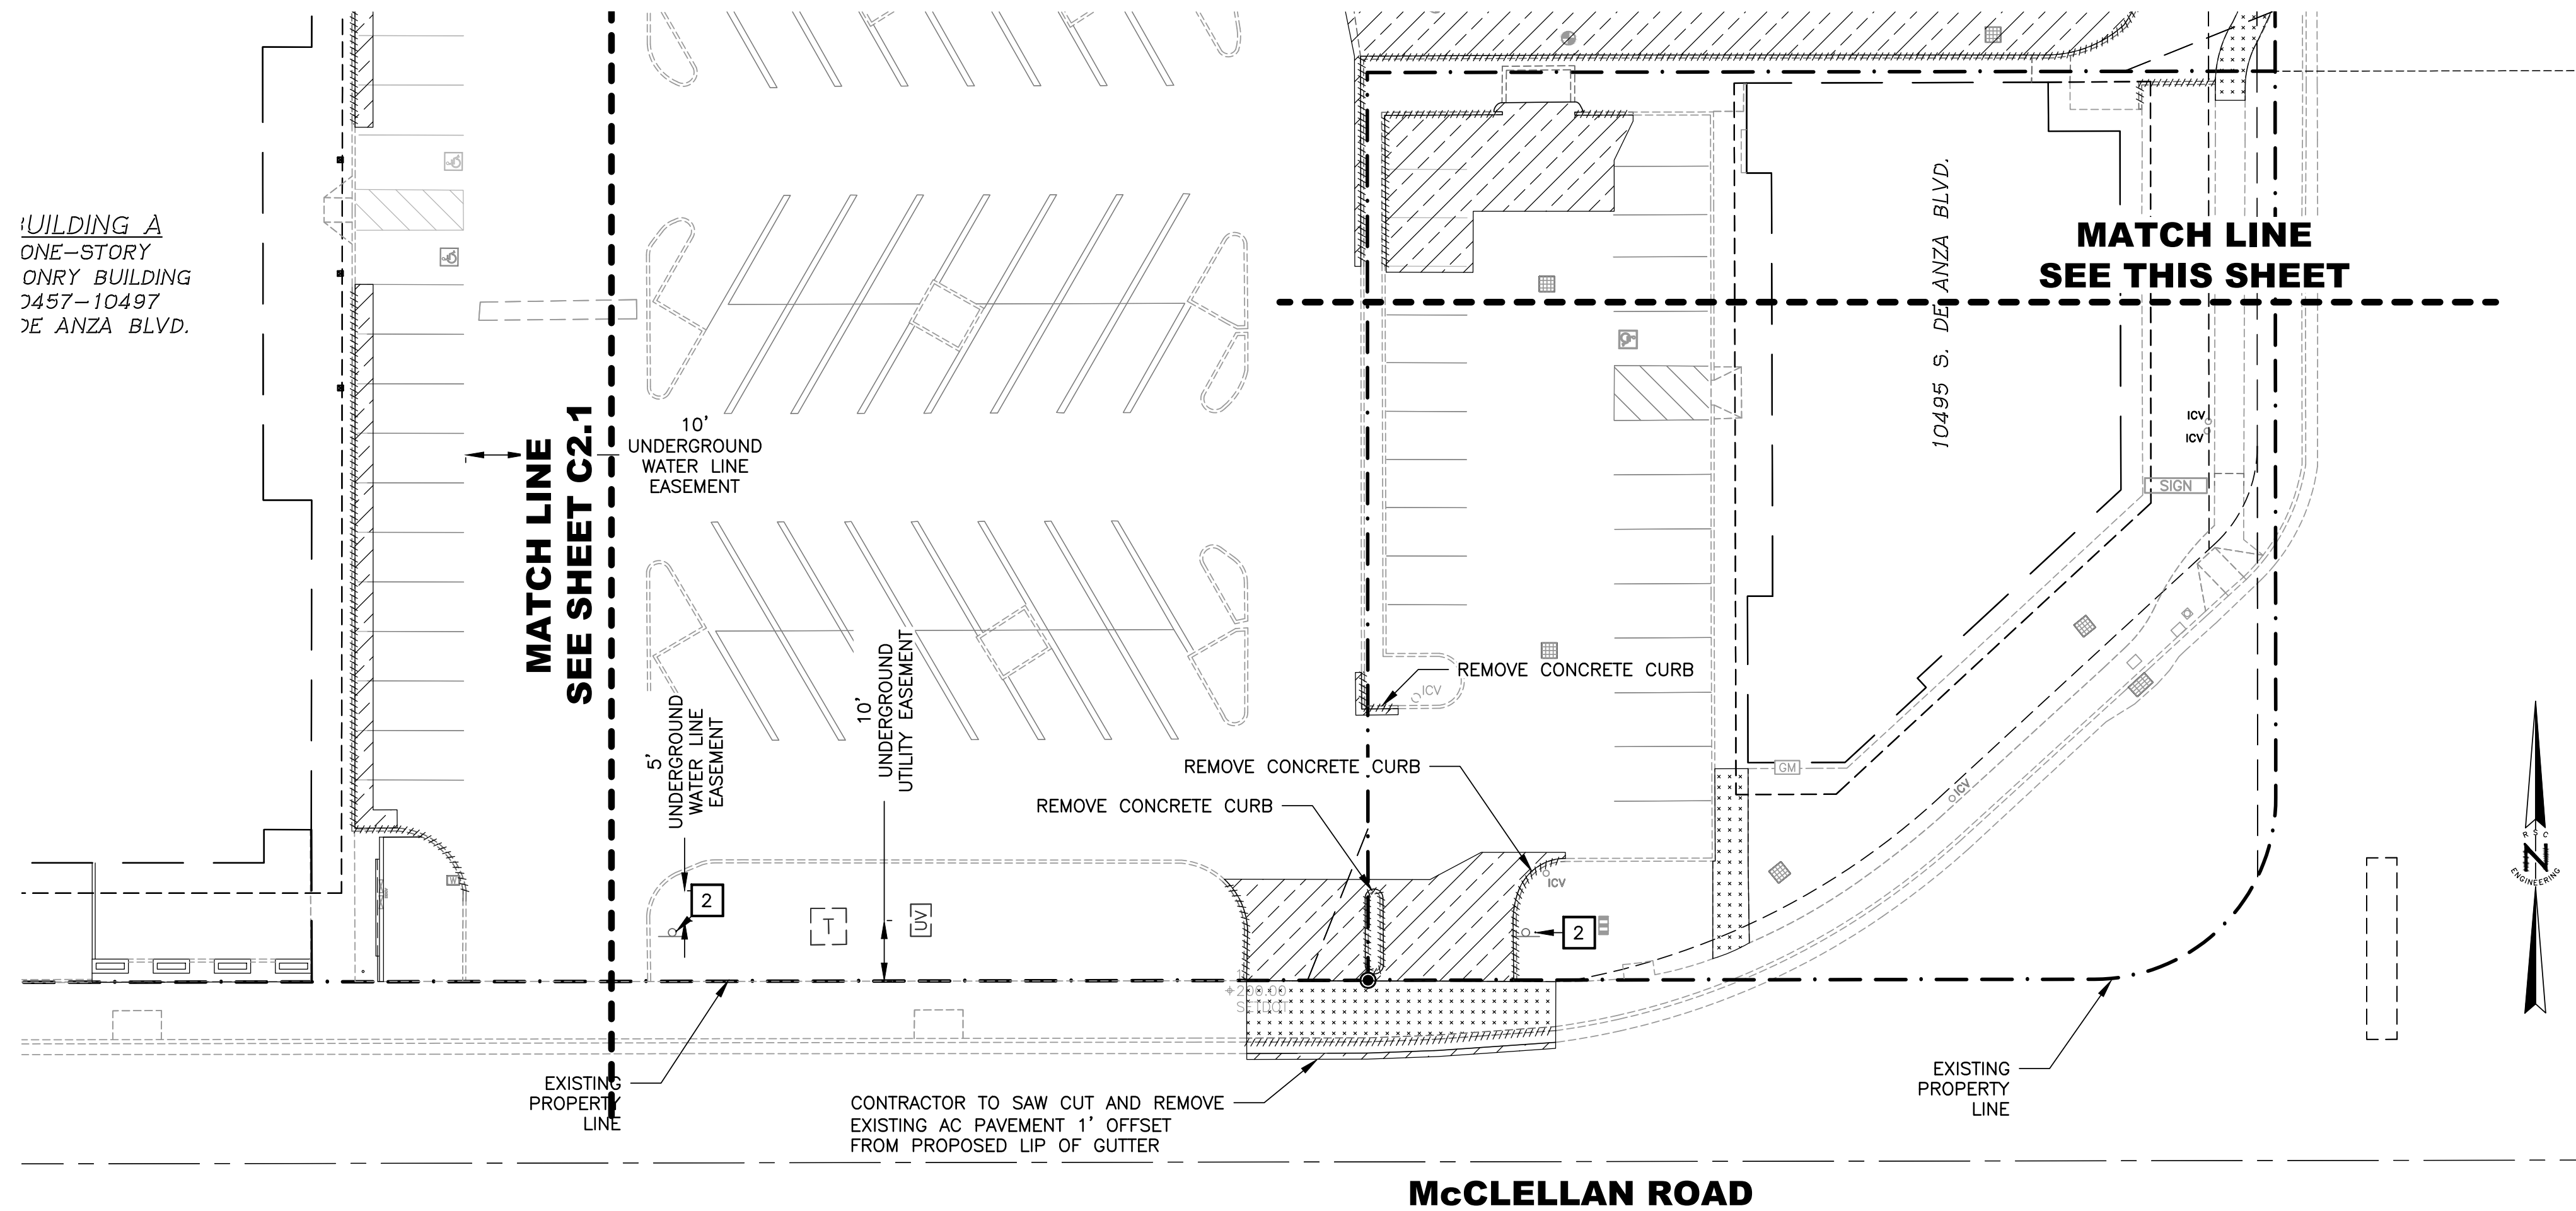 UILDING A
ONE-STORY
ONRY BUILDING
0457-10497
DE ANZA BLVD.
MATCH LINE
SEE SHEET C2.1
10'
UNDERGROUND
WATER LINE
EASEMENT
5'
UNDERGROUND
WATER LINE
EASEMENT
10'
UNDERGROUND
UTILITY EASEMENT
10495 S. DE ANZA BLVD.
MATCH LINE
SEE THIS SHEET
ICV
ICV
SIGN
REMOVE CONCRETE CURB
ICV
REMOVE CONCRETE CURB
REMOVE CONCRETE CURB
GM
ICV
ICV
W
2
T
UV
2
EXISTING
PROPERTY
LINE
CONTRACTOR TO SAW CUT AND REMOVE
EXISTING AC PAVEMENT 1' OFFSET
FROM PROPOSED LIP OF GUTTER
EXISTING
PROPERTY
LINE
RSC
N
ENGINEERING
McCLELLAN ROAD